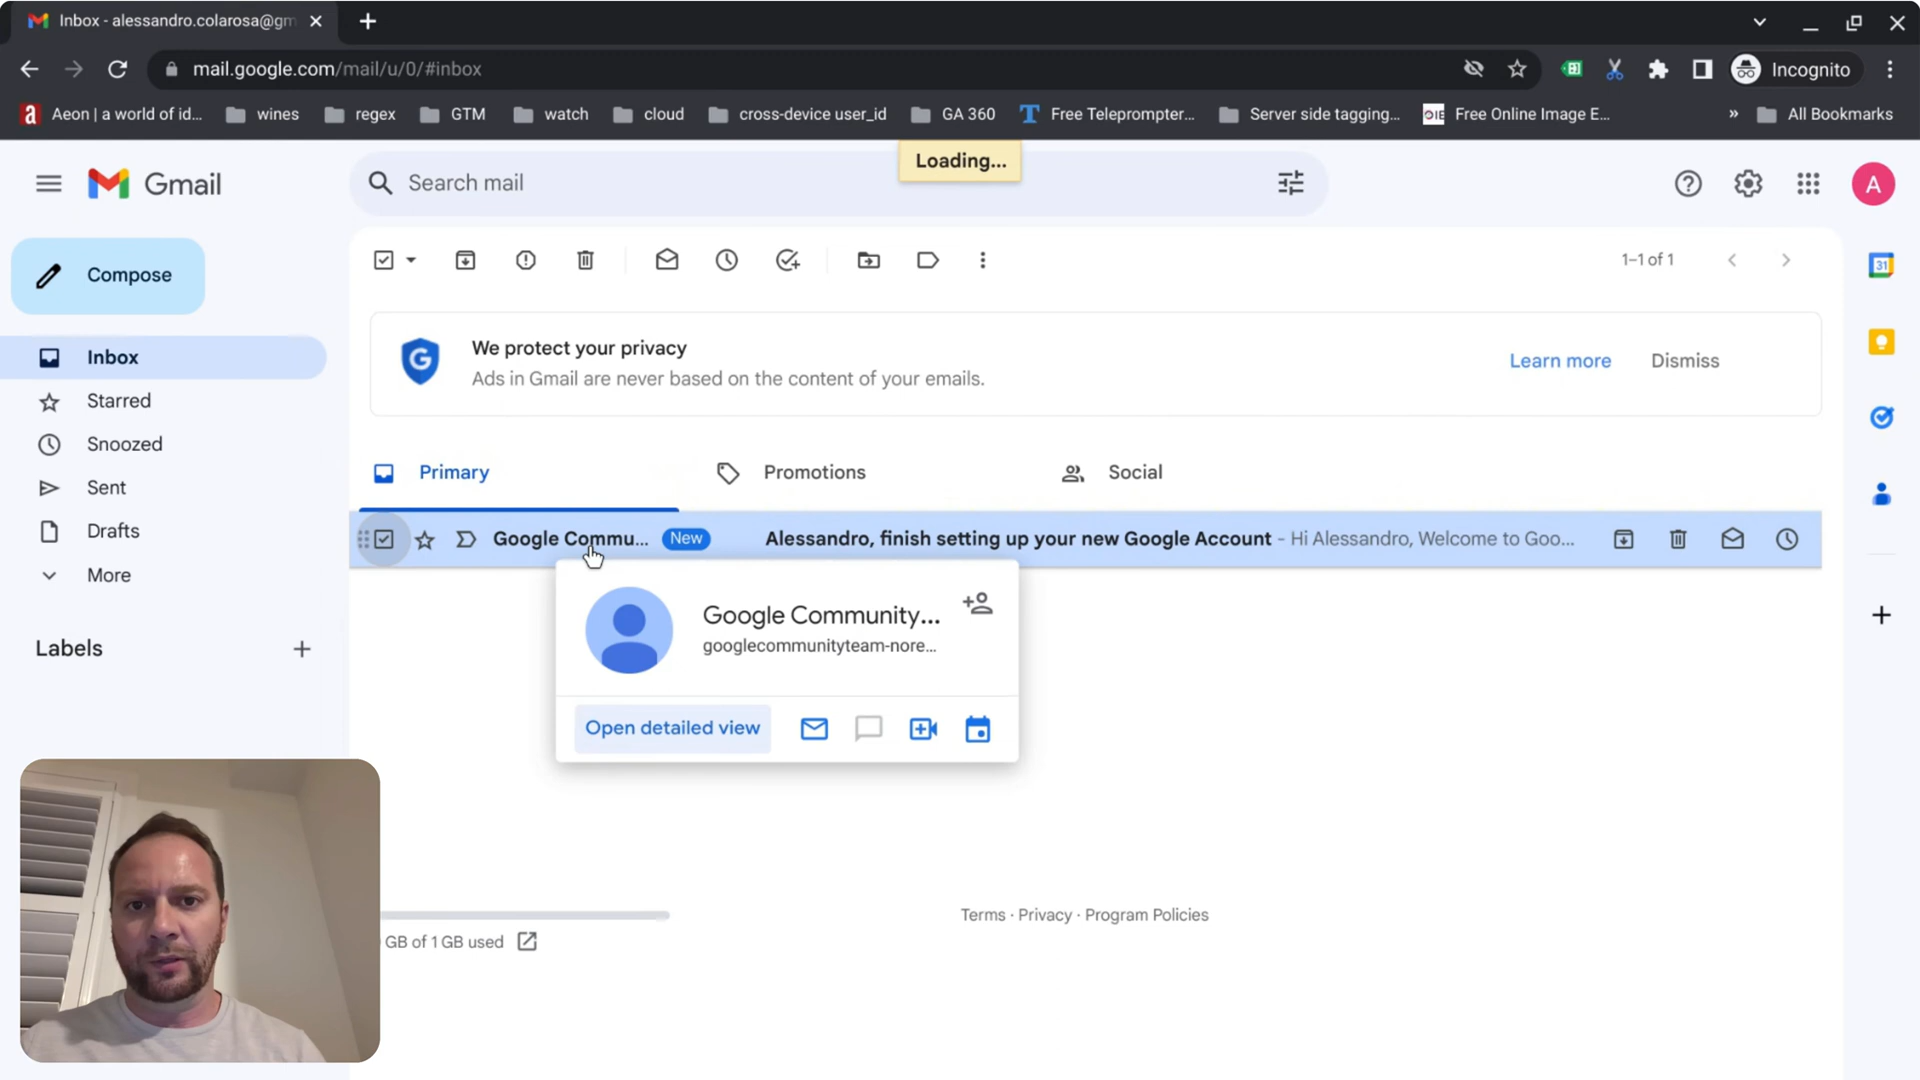 Inbox - alessandro.colarosa@gm
mail.google.com/mail/u/0/#inbox
Incognito
Aeon | a world of id...
wines
regex
GTM
watch
cloud
cross-device user_id
GA 360
Free Teleprompter...
Server side tagging...
Free Online Image E...
»
All Bookmarks
Loading...
Gmail
Search mail
A
Compose
1–1 of 1
Inbox
Starred
Snoozed
Sent
Drafts
More
Labels
We protect your privacy
Ads in Gmail are never based on the content of your emails.
Learn more
Dismiss
Primary
Promotions
Social
Google Commu... New Alessandro, finish setting up your new Google Account - Hi Alessandro, Welcome to Goo...
Google Community...
googlecommunityteam-nore...
Open detailed view
GB of 1 GB used
Terms · Privacy · Program Policies
31